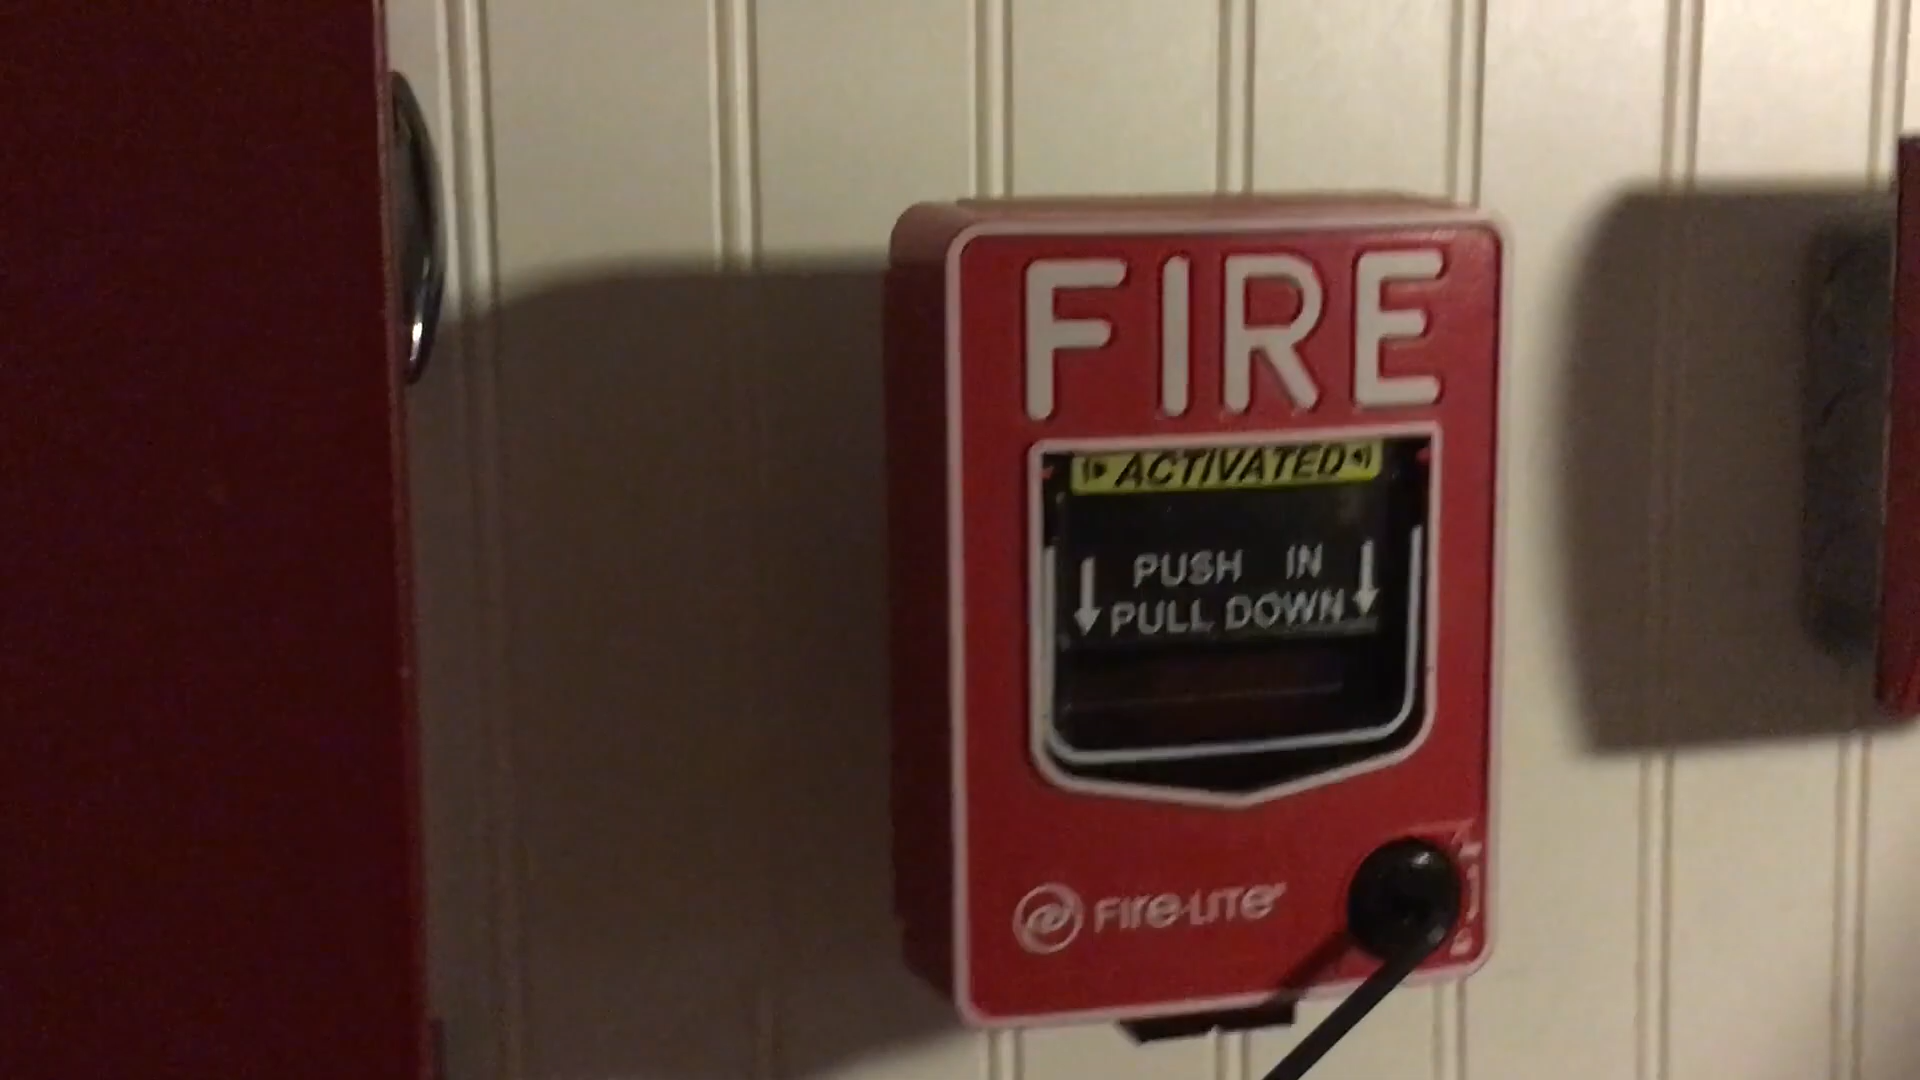 FIRE
ACTIVATED
PUSH IN
PULL DOWN
FIRE-LITE